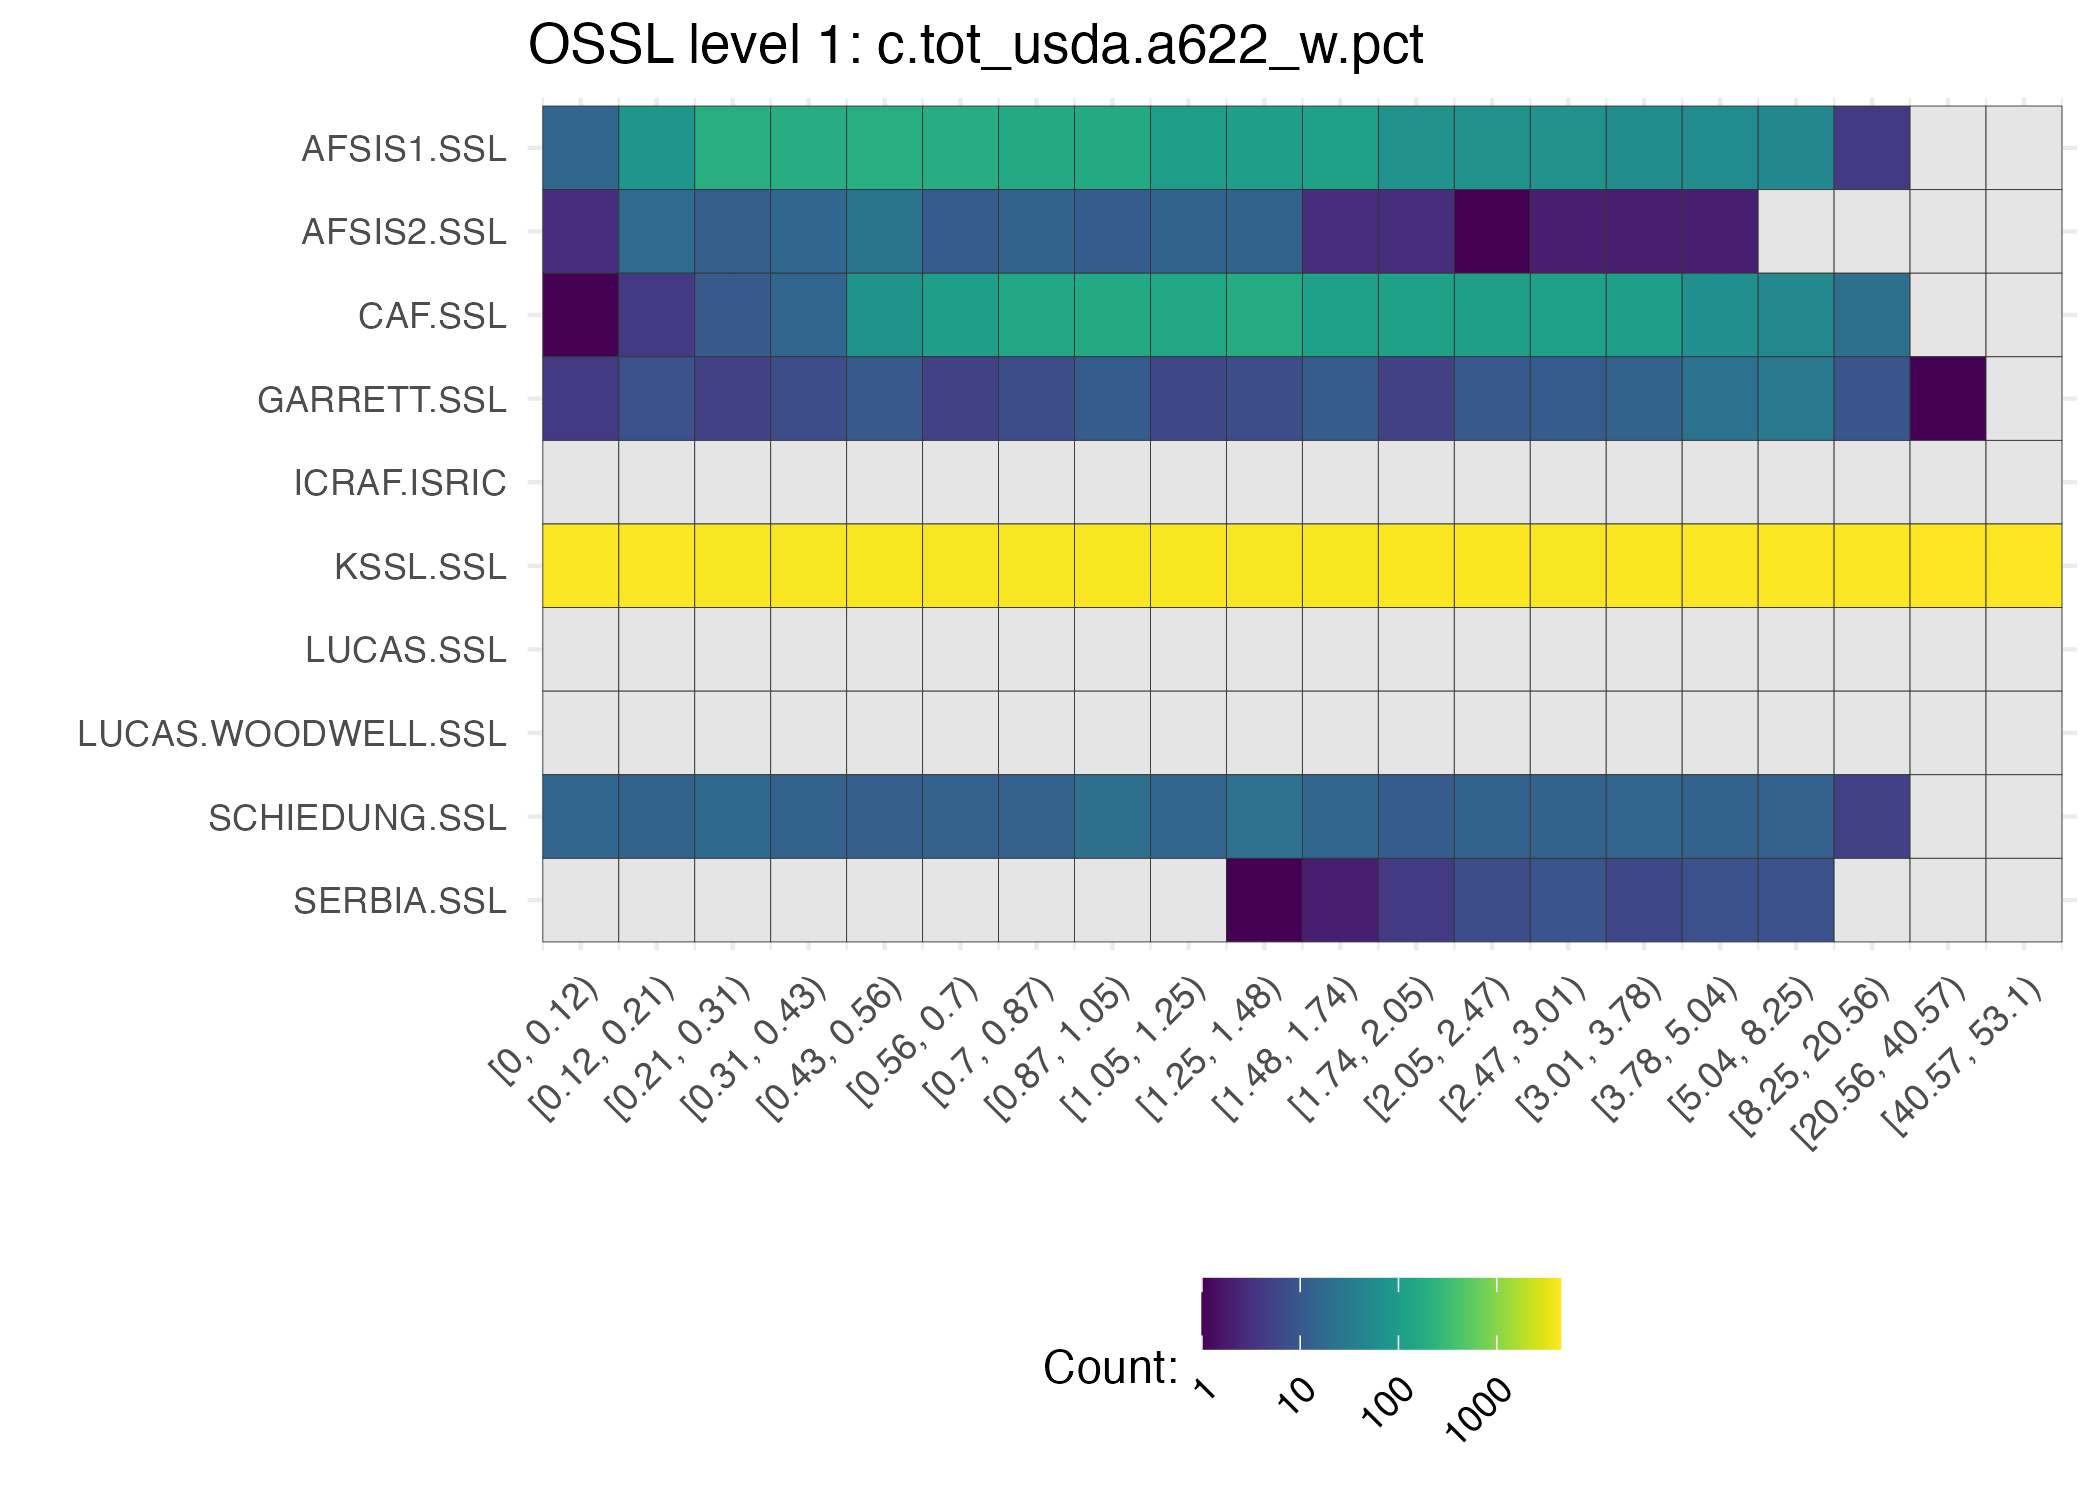 OSSL level 1: c.tot_usda.a622_w.pct
AFSIS1.SSL
AFSIS2.SSL
CAF.SSL
GARRETT.SSL
ICRAF.ISRIC
KSSL.SSL
LUCAS.SSL
LUCAS.WOODWELL.SSL
SCHIEDUNG.SSL
SERBIA.SSL
[0, 0.12)
[0.12, 0.21)
[0.21, 0.31)
[0.31, 0.43)
[0.43, 0.56)
[0.56, 0.7)
[0.7, 0.87)
[0.87, 1.05)
[1.05, 1.25)
[1.25, 1.48)
[1.48, 1.74)
[1.74, 2.05)
[2.05, 2.47)
[2.47, 3.01)
[3.01, 3.78)
[3.78, 5.04)
[5.04, 8.25)
[8.25, 20.56)
[20.56, 40.57)
[40.57, 53.1)
Count:
1
10
100
1000